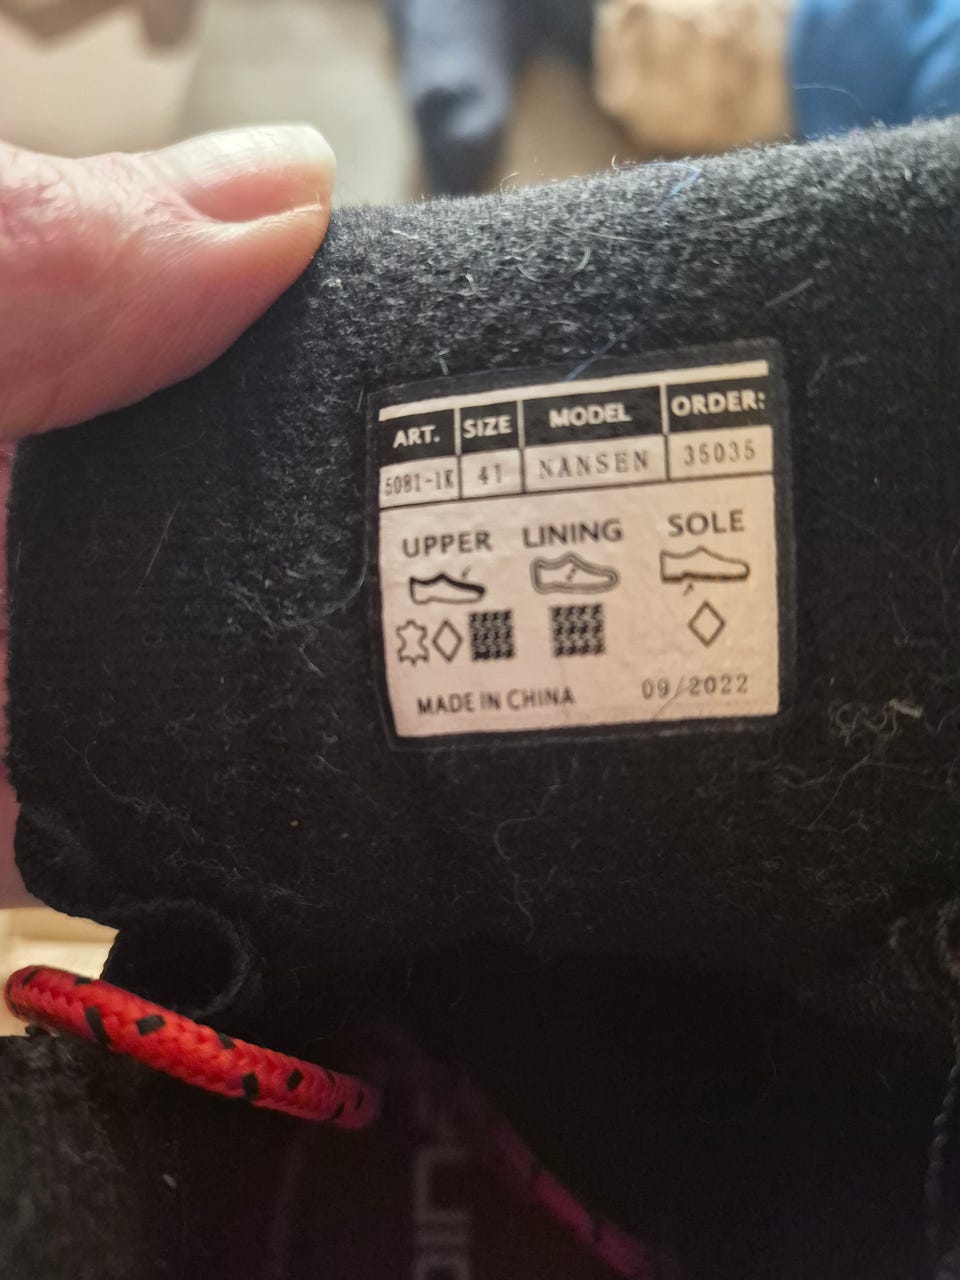 ART. SIZE MODEL ORDER:
5081-1K 41 NANSEN 35035
UPPER LINING SOLE
MADE IN CHINA 09/2022